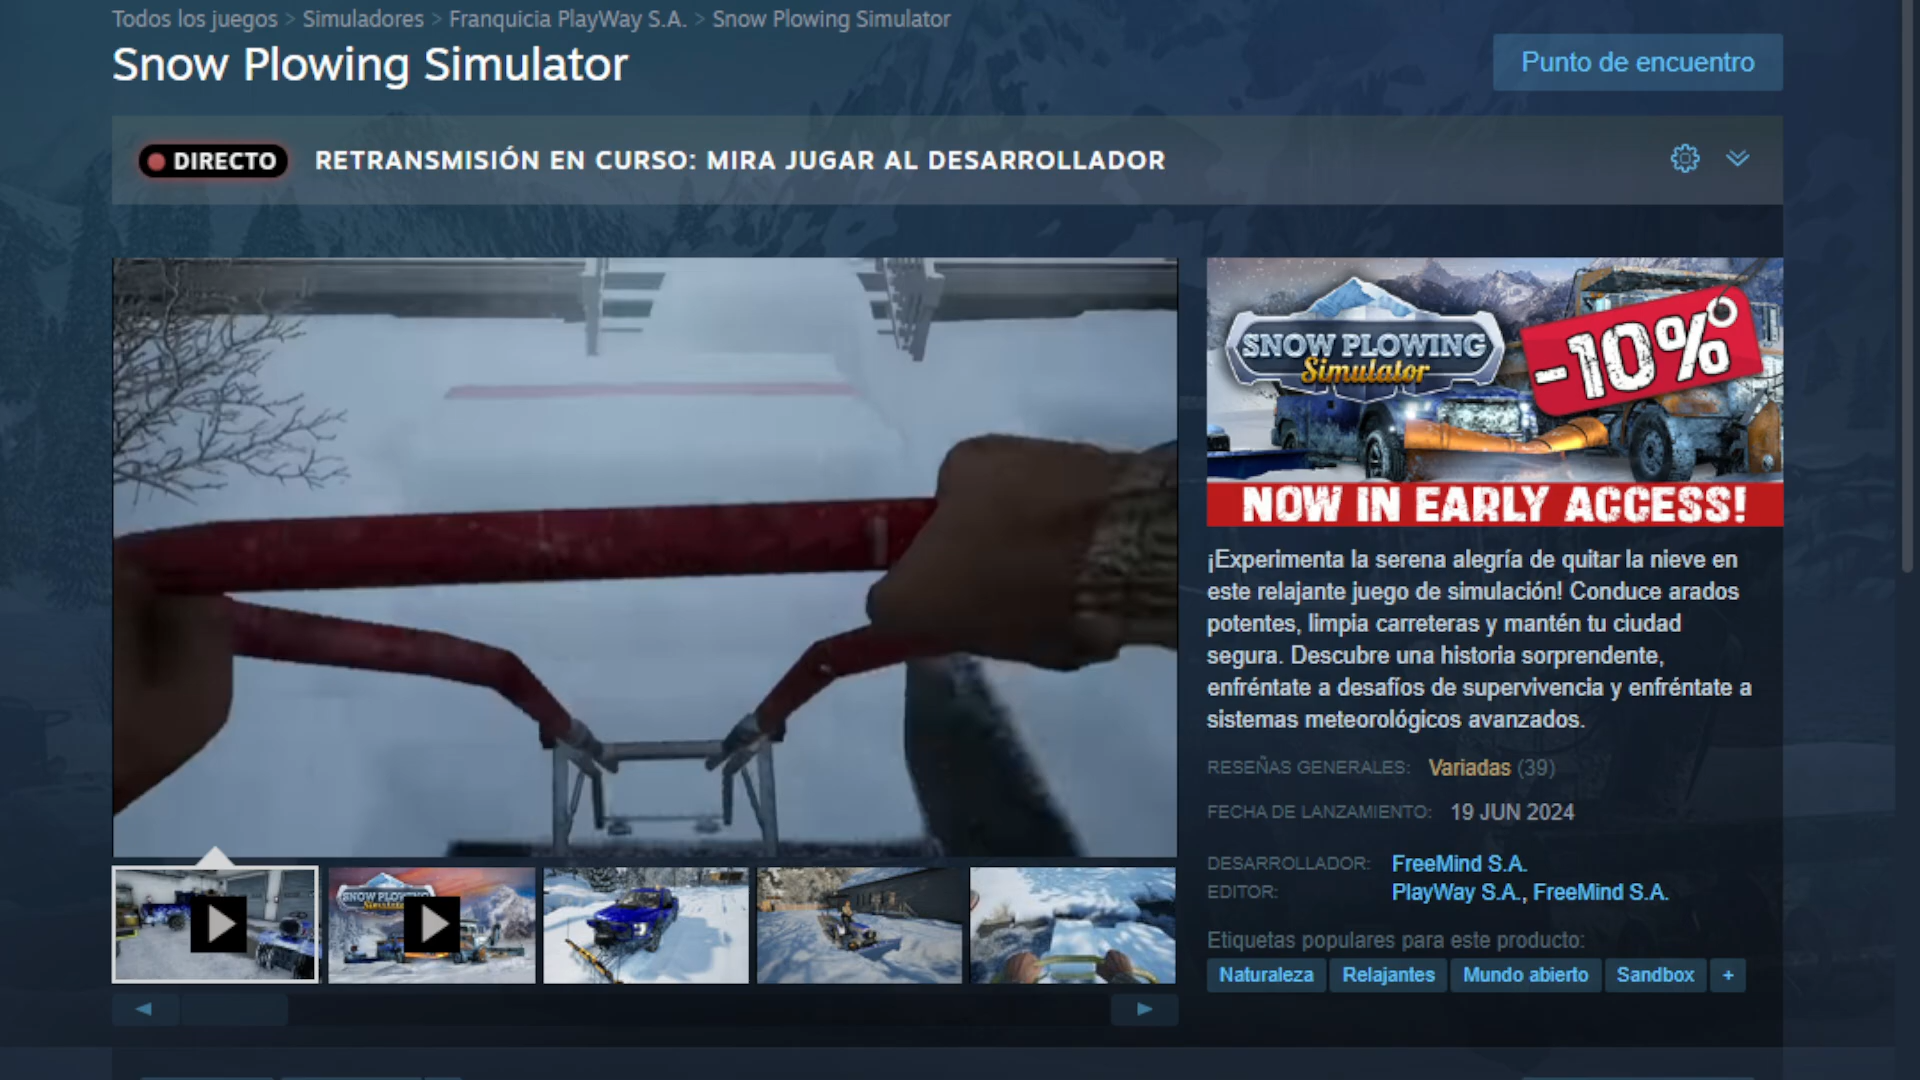 Todos los juegos > Simuladores > Franquicia PlayWay S.A. > Snow Plowing Simulator
Snow Plowing Simulator
Punto de encuentro
DIRECTO
RETRANSMISIÓN EN CURSO: MIRA JUGAR AL DESARROLLADOR
SNOW PLOWING
Simulator
-10%
NOW IN EARLY ACCESS!
¡Experimenta la serena alegría de quitar la nieve en
este relajante juego de simulación! Conduce arados
potentes, limpia carreteras y mantén tu ciudad
segura. Descubre una historia sorprendente,
enfréntate a desafíos de supervivencia y enfréntate a
sistemas meteorológicos avanzados.
RESEÑAS GENERALES: Variadas (39)
FECHA DE LANZAMIENTO: 19 JUN 2024
DESARROLLADOR: FreeMind S.A.
EDITOR: PlayWay S.A., FreeMind S.A.
Etiquetas populares para este producto:
Naturaleza Relajantes Mundo abierto Sandbox +
SNOW PLOWING
Simulator